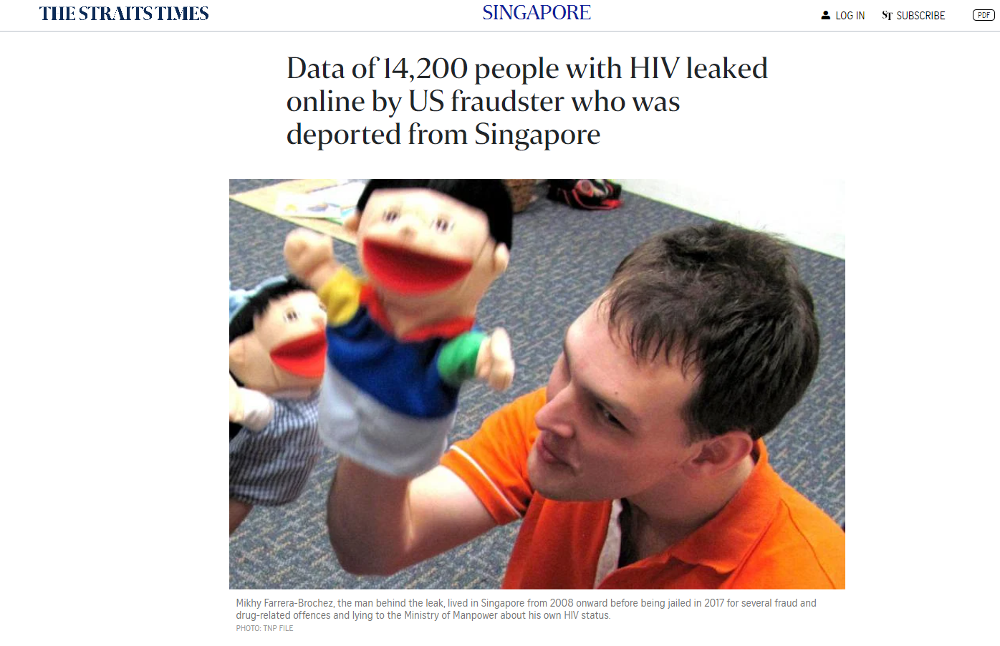 THE STRAITS TIMES
SINGAPORE
LOG IN
ST SUBSCRIBE
PDF
Data of 14,200 people with HIV leaked
online by US fraudster who was
deported from Singapore
Mikhy Farrera-Brochez, the man behind the leak, lived in Singapore from 2008 onward before being jailed in 2017 for several fraud and
drug-related offences and lying to the Ministry of Manpower about his own HIV status.
PHOTO: TNP FILE